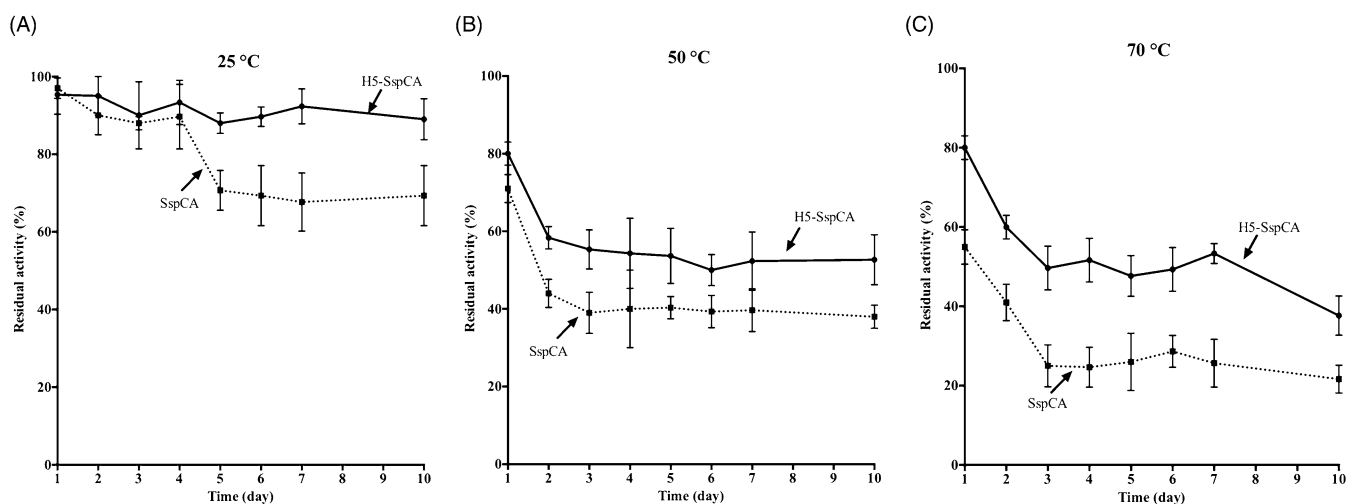 (A)
25 °C
100
80
60
40
20
0
Residual activity (%)
H5-SspCA
SspCA
1 2 3 4 5 6 7 8 9 10
Time (day)
(B)
50 °C
100
80
60
40
20
0
Residual activity (%)
H5-SspCA
SspCA
1 2 3 4 5 6 7 8 9 10
Time (day)
(C)
70 °C
100
80
60
40
20
0
Residual activity (%)
H5-SspCA
SspCA
1 2 3 4 5 6 7 8 9 10
Time (day)